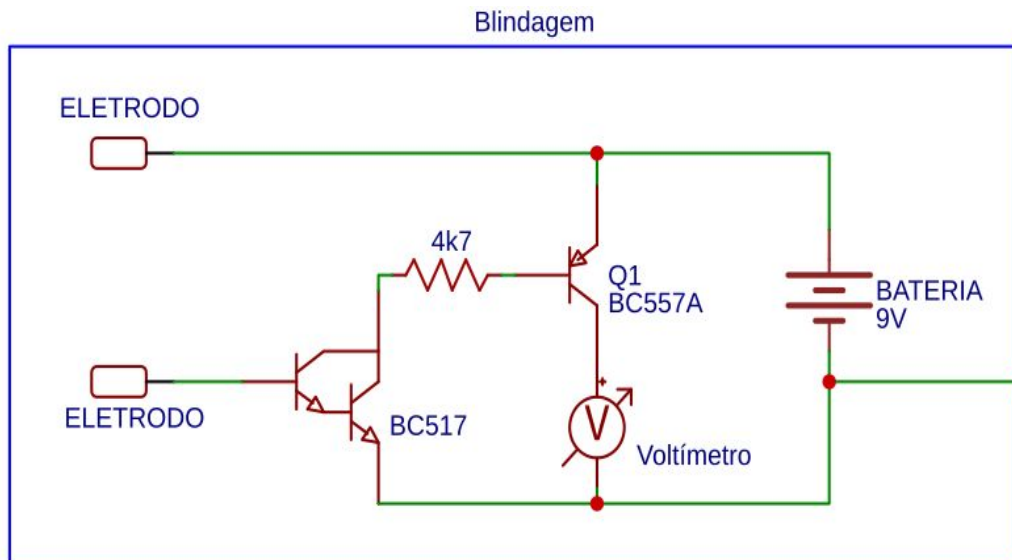 Blindagem
ELETRODO
4k7
Q1
BC557A
BATERIA
9V
ELETRODO
BC517
+
V
Voltímetro